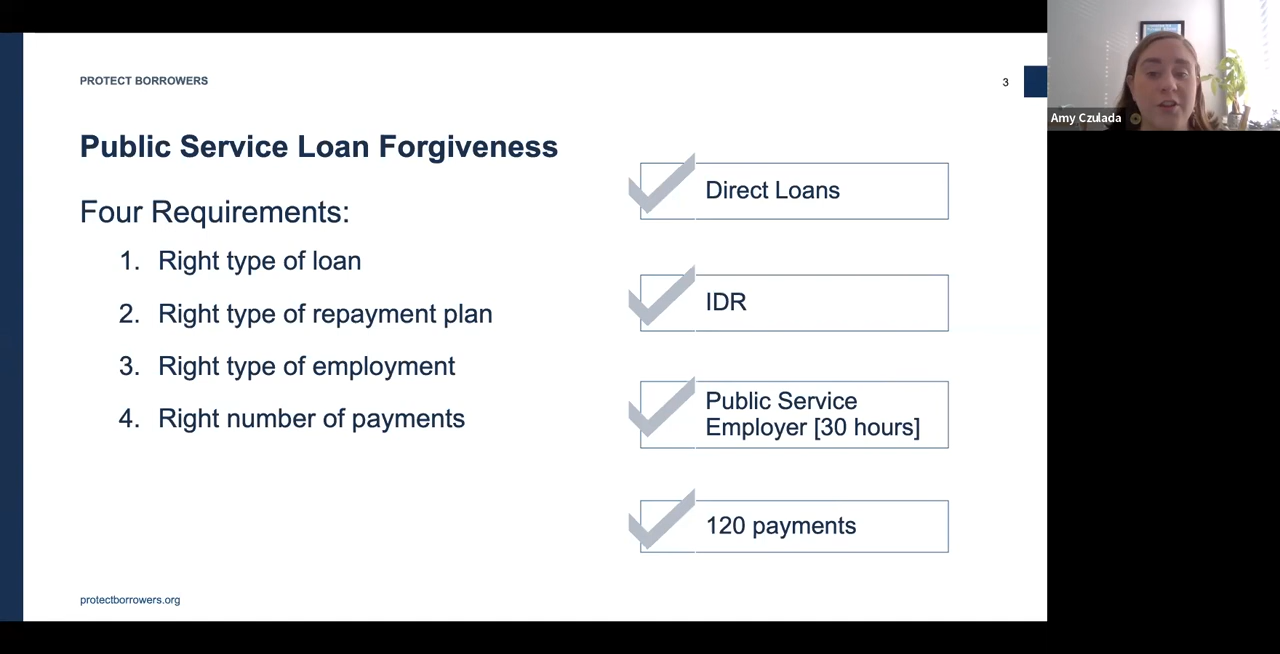 PROTECT BORROWERS
3
Public Service Loan Forgiveness
Four Requirements:
1. Right type of loan
2. Right type of repayment plan
3. Right type of employment
4. Right number of payments
Direct Loans
IDR
Public Service
Employer [30 hours]
120 payments
protectborrowers.org
Amy Czulada